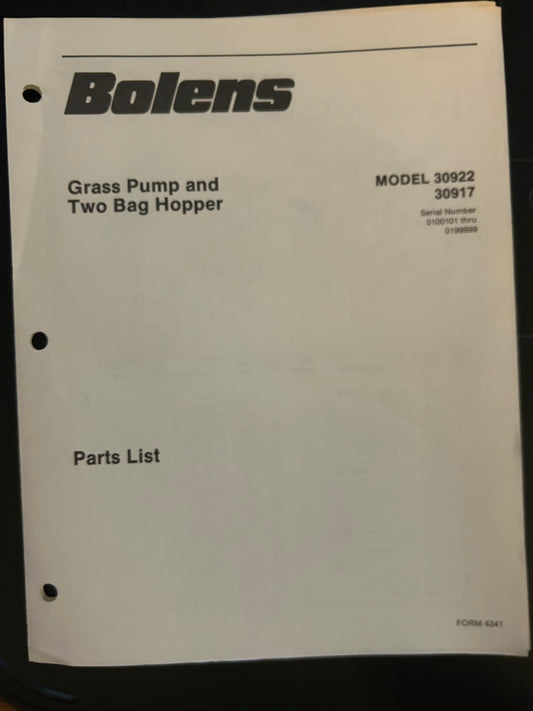 Bolens
Grass Pump and
Two Bag Hopper
MODEL 30922
30917
Serial Number
0100101 thru
0199999
Parts List
FORM 4341